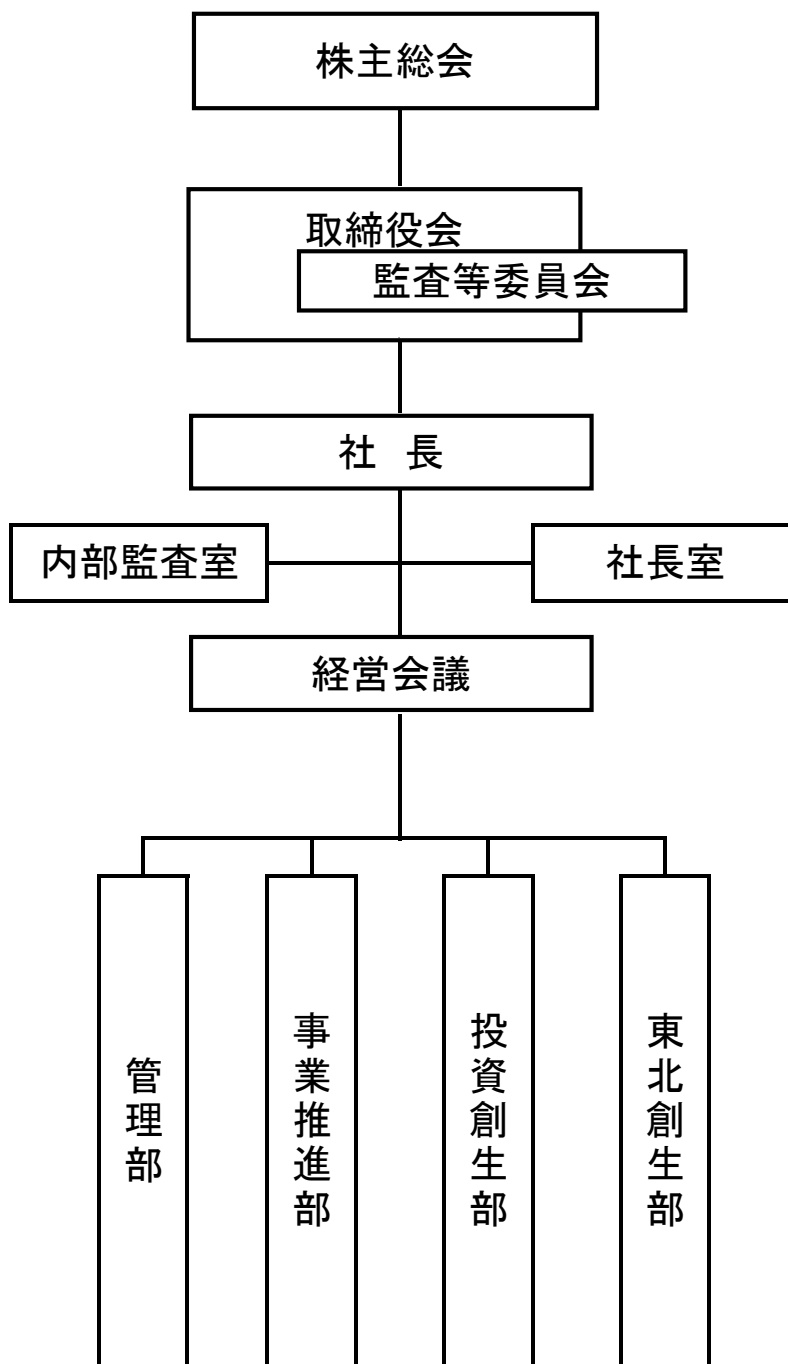 株主総会
取締役会
監査等委員会
社 長
内部監査室
社長室
経営会議
管理部
事業推進部
投資創生部
東北創生部